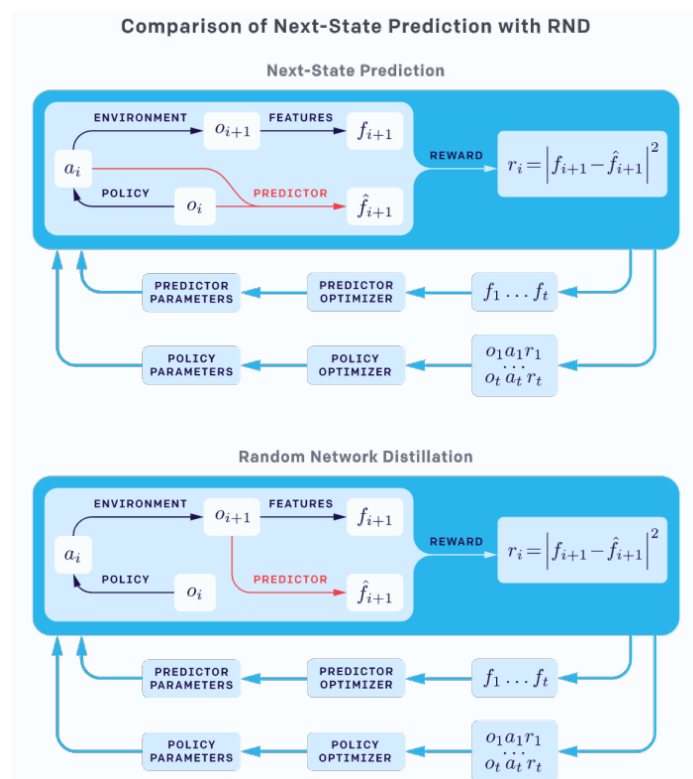 Comparison of Next-State Prediction with RND
Next-State Prediction
ENVIRONMENT
o_{i+1}
FEATURES
f_{i+1}
a_i
REWARD
r_i = |f_{i+1} − \hat{f}_{i+1}|^2
POLICY
o_i
PREDICTOR
\hat{f}_{i+1}
PREDICTOR
PARAMETERS
PREDICTOR
OPTIMIZER
f_1 ... f_t
POLICY
PARAMETERS
POLICY
OPTIMIZER
o_1 a_1 r_1
...
o_t a_t r_t
Random Network Distillation
ENVIRONMENT
o_{i+1}
FEATURES
f_{i+1}
a_i
REWARD
r_i = |f_{i+1} − \hat{f}_{i+1}|^2
POLICY
o_i
PREDICTOR
\hat{f}_{i+1}
PREDICTOR
PARAMETERS
PREDICTOR
OPTIMIZER
f_1 ... f_t
POLICY
PARAMETERS
POLICY
OPTIMIZER
o_1 a_1 r_1
...
o_t a_t r_t